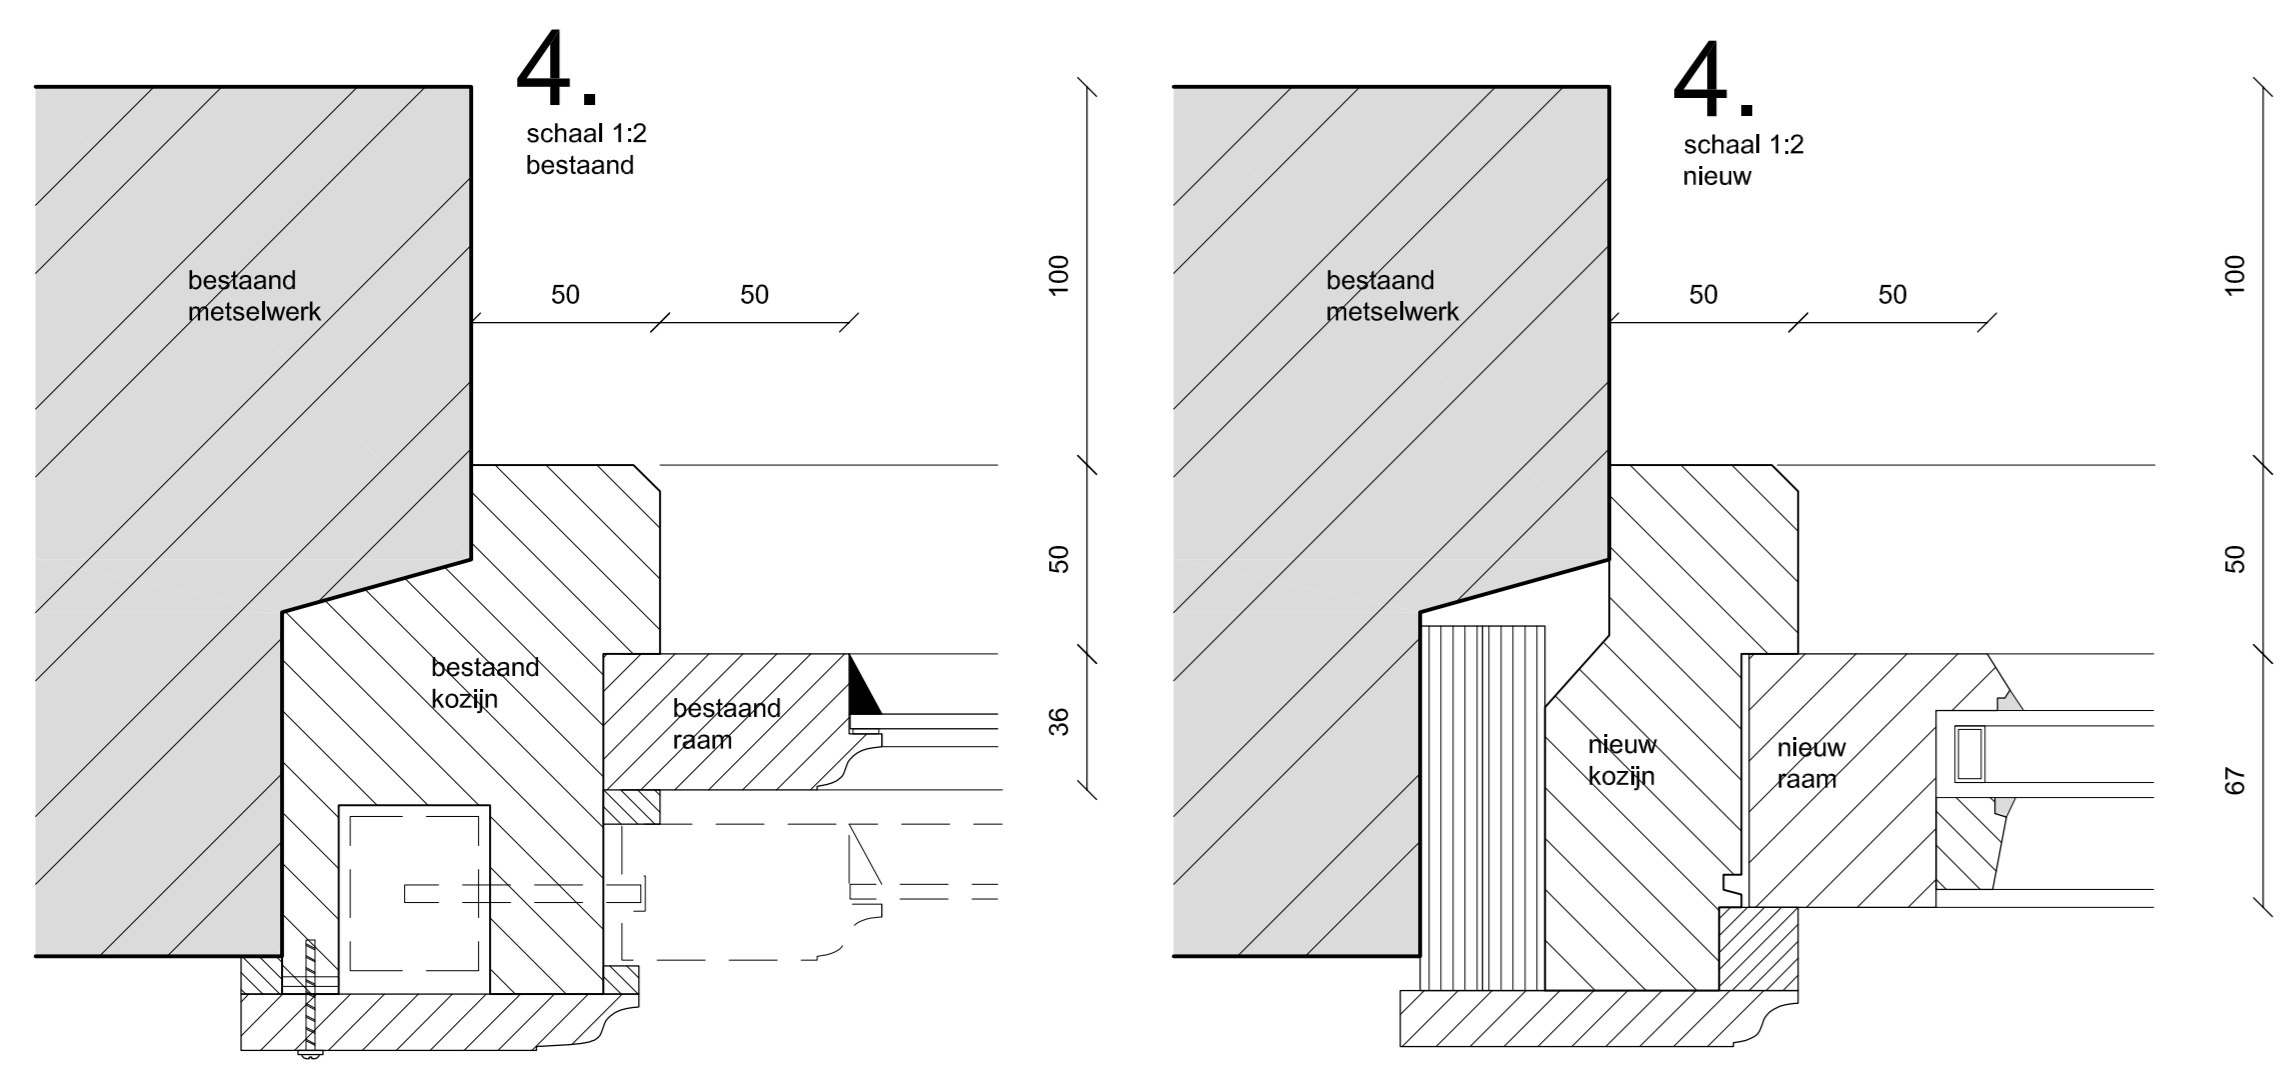 4.
schaal 1:2
bestaand
bestaand
metselwerk
50
50
100
50
36
bestaand
kozijn
bestaand
raam
4.
schaal 1:2
nieuw
bestaand
metselwerk
50
50
100
50
67
nieuw
kozijn
nieuw
raam